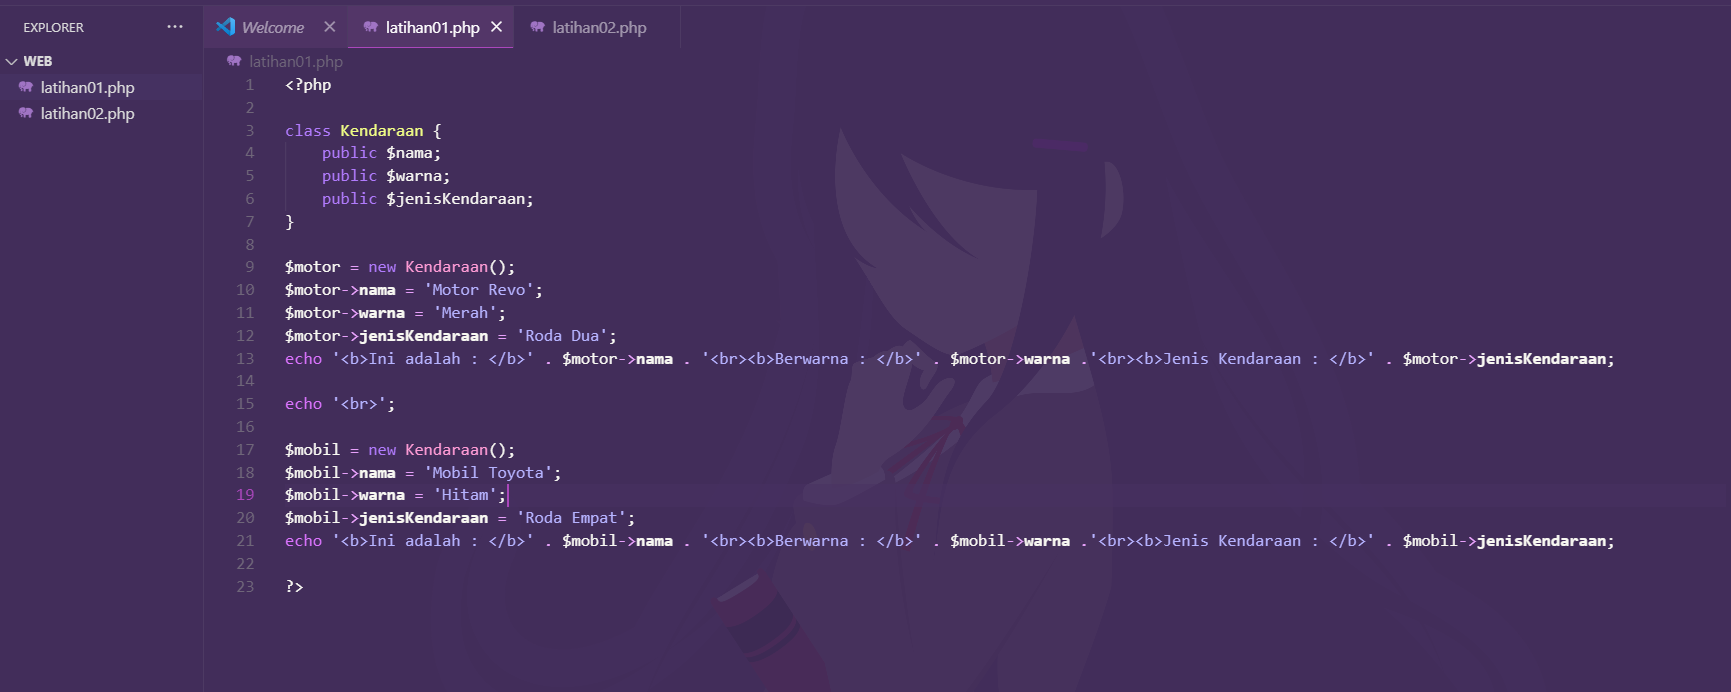 EXPLORER ...
WEB
latihan01.php
latihan02.php
Welcome
latihan01.php
latihan02.php
latihan01.php
1 <?php
2
3 class Kendaraan {
4     public $nama;
5     public $warna;
6     public $jenisKendaraan;
7 }
8
9 $motor = new Kendaraan();
10 $motor->nama = 'Motor Revo';
11 $motor->warna = 'Merah';
12 $motor->jenisKendaraan = 'Roda Dua';
13 echo '<b>Ini adalah : </b>' . $motor->nama . '<br><b>Berwarna : </b>' . $motor->warna .'<br><b>Jenis Kendaraan : </b>' . $motor->jenisKendaraan;
14
15 echo '<br>';
16
17 $mobil = new Kendaraan();
18 $mobil->nama = 'Mobil Toyota';
19 $mobil->warna = 'Hitam';
20 $mobil->jenisKendaraan = 'Roda Empat';
21 echo '<b>Ini adalah : </b>' . $mobil->nama . '<br><b>Berwarna : </b>' . $mobil->warna .'<br><b>Jenis Kendaraan : </b>' . $mobil->jenisKendaraan;
22
23 ?>